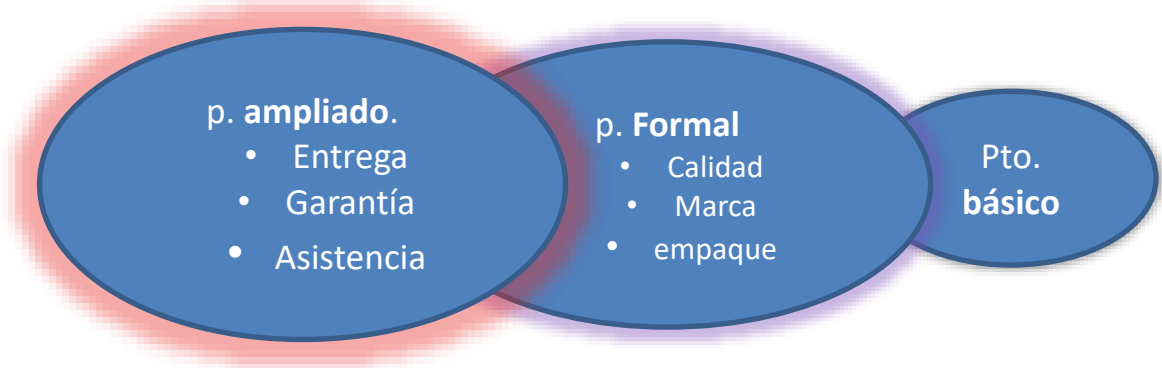 p. ampliado.
• Entrega
• Garantía
• Asistencia
p. Formal
• Calidad
• Marca
• empaque
Pto.
básico